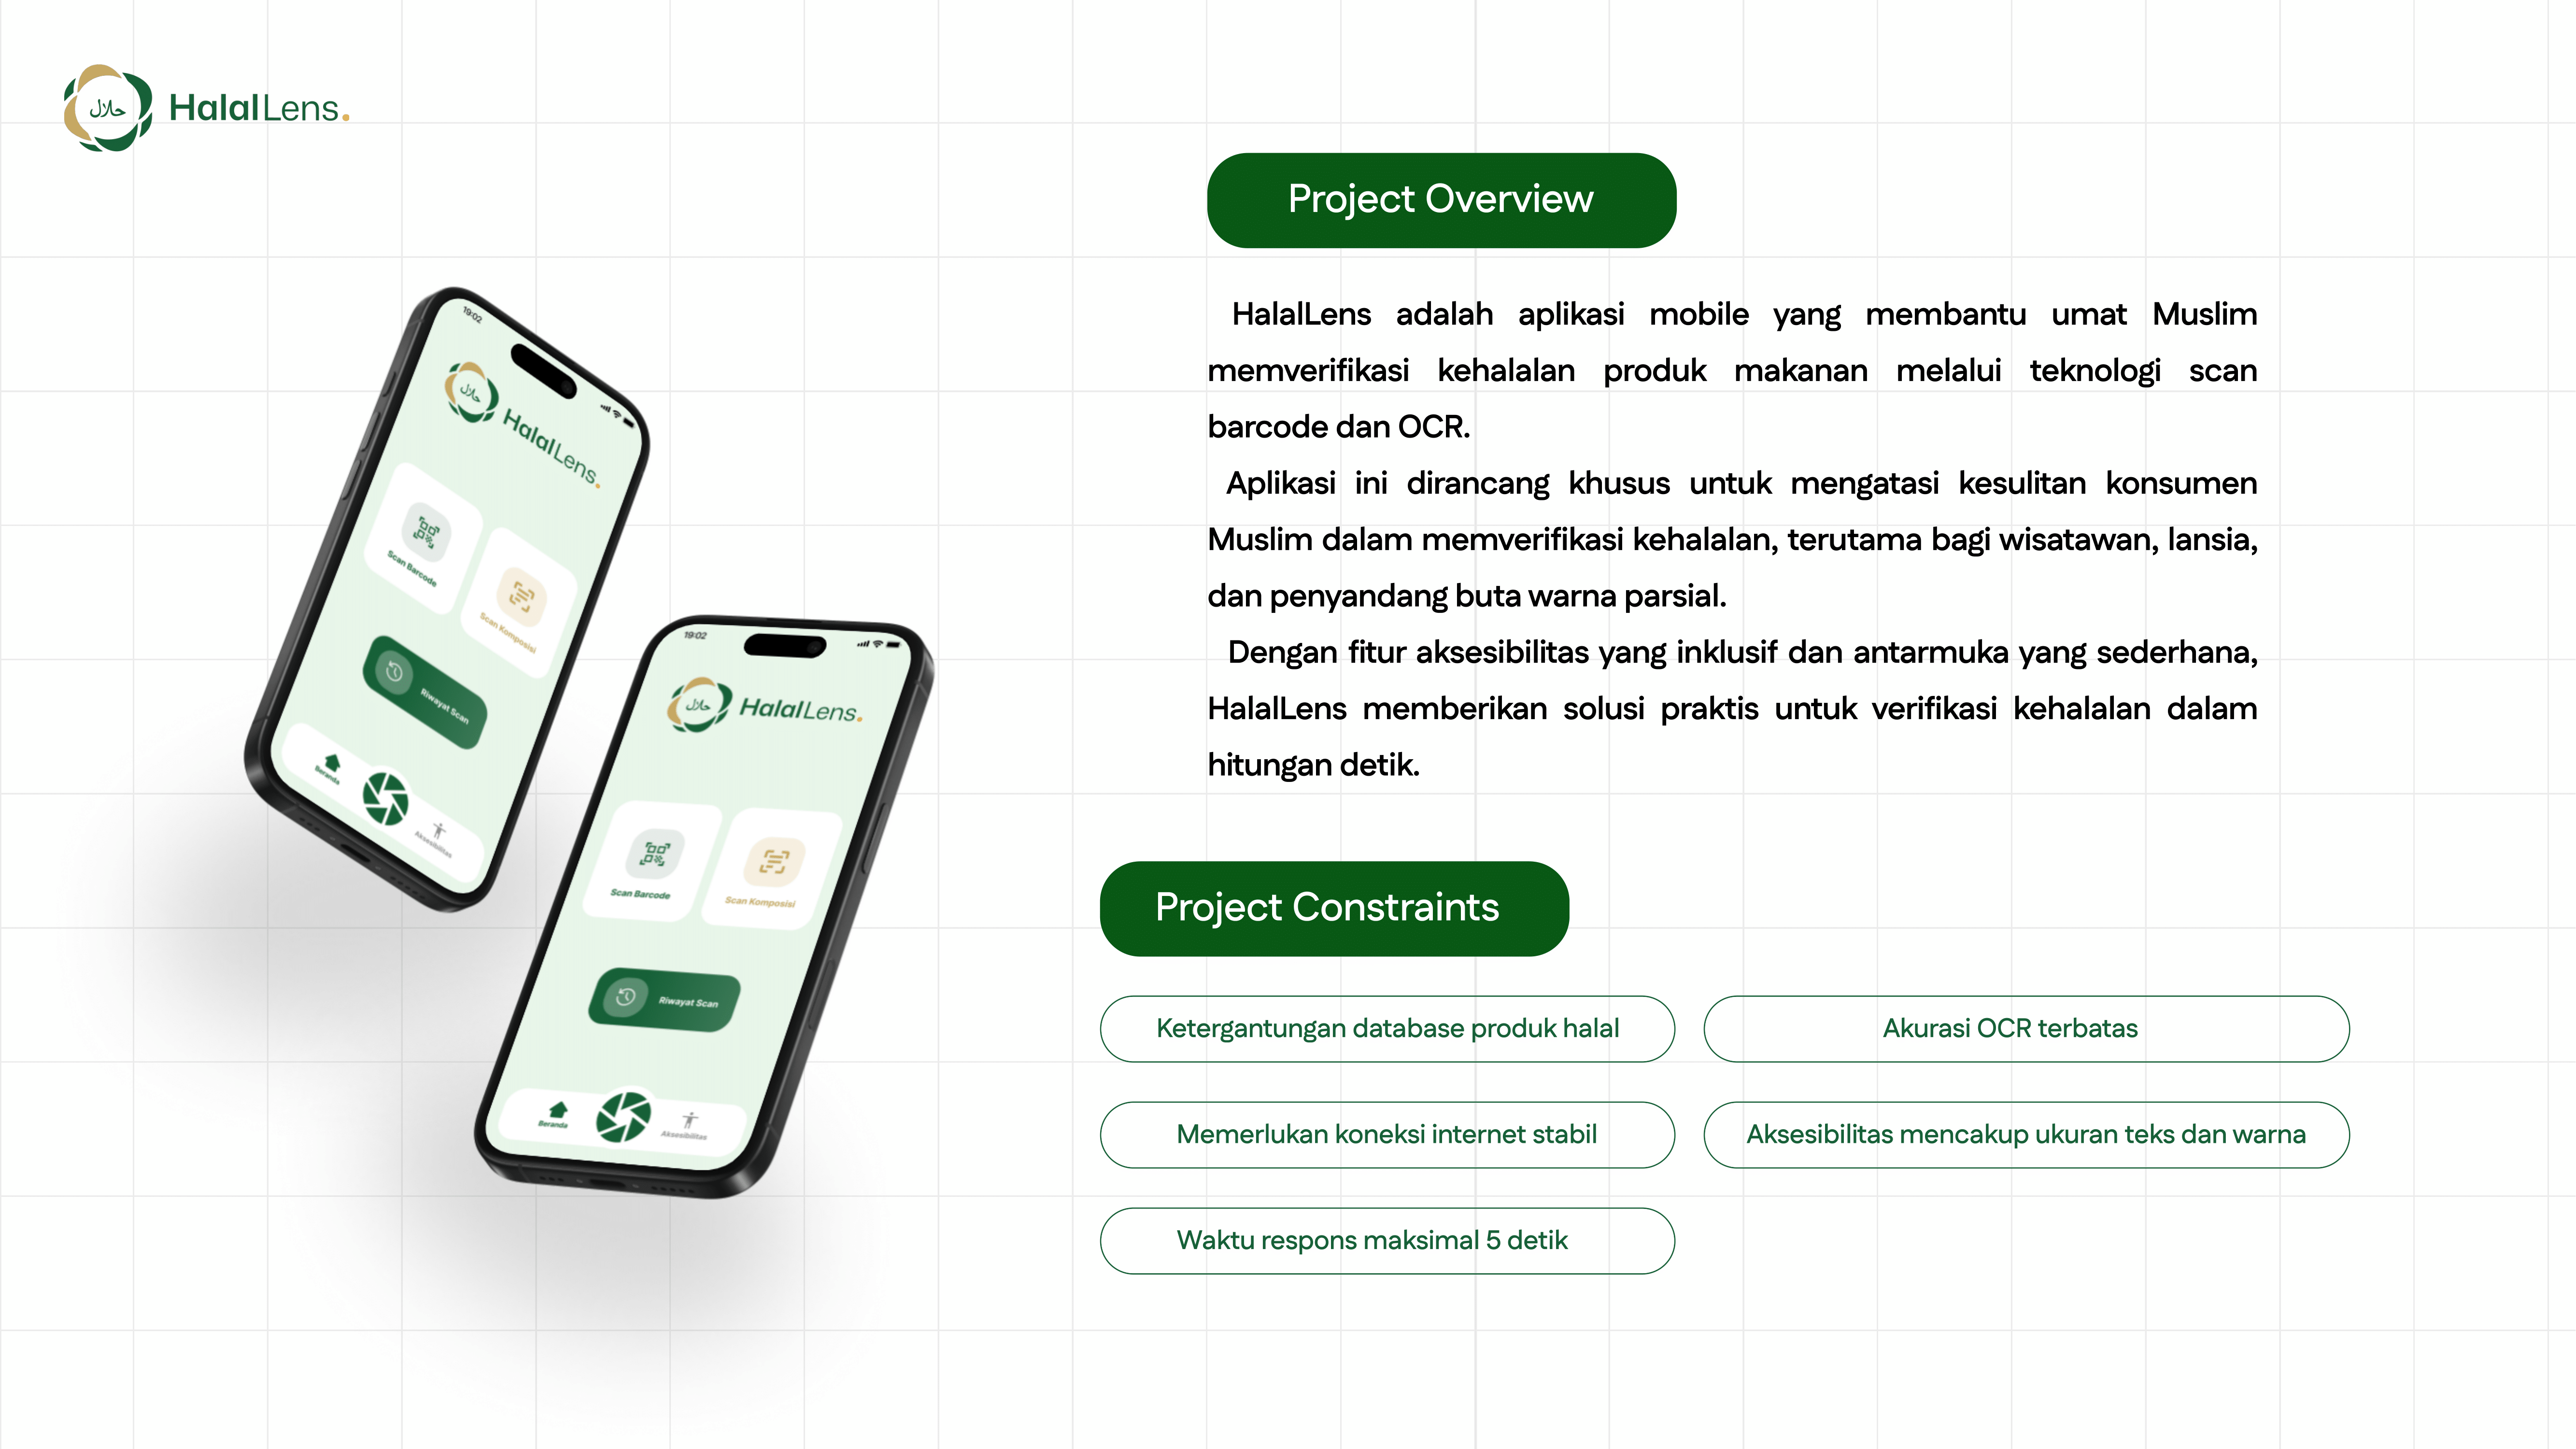 حلال
HalalLens.
Project Overview
HalalLens adalah aplikasi mobile yang membantu umat Muslim
memverifikasi kehalalan produk makanan melalui teknologi scan
barcode dan OCR.
Aplikasi ini dirancang khusus untuk mengatasi kesulitan konsumen
Muslim dalam memverifikasi kehalalan, terutama bagi wisatawan, lansia,
dan penyandang buta warna parsial.
Dengan fitur aksesibilitas yang inklusif dan antarmuka yang sederhana,
HalalLens memberikan solusi praktis untuk verifikasi kehalalan dalam
hitungan detik.
Project Constraints
Ketergantungan database produk halal
Akurasi OCR terbatas
Memerlukan koneksi internet stabil
Aksesibilitas mencakup ukuran teks dan warna
Waktu respons maksimal 5 detik
19:02
حلال
HalalLens.
Scan Barcode
Scan Komposisi
Riwayat Scan
Beranda
Aksesibilitas
19:02
حلال
HalalLens.
Scan Barcode
Scan Komposisi
Riwayat Scan
Beranda
Aksesibilitas